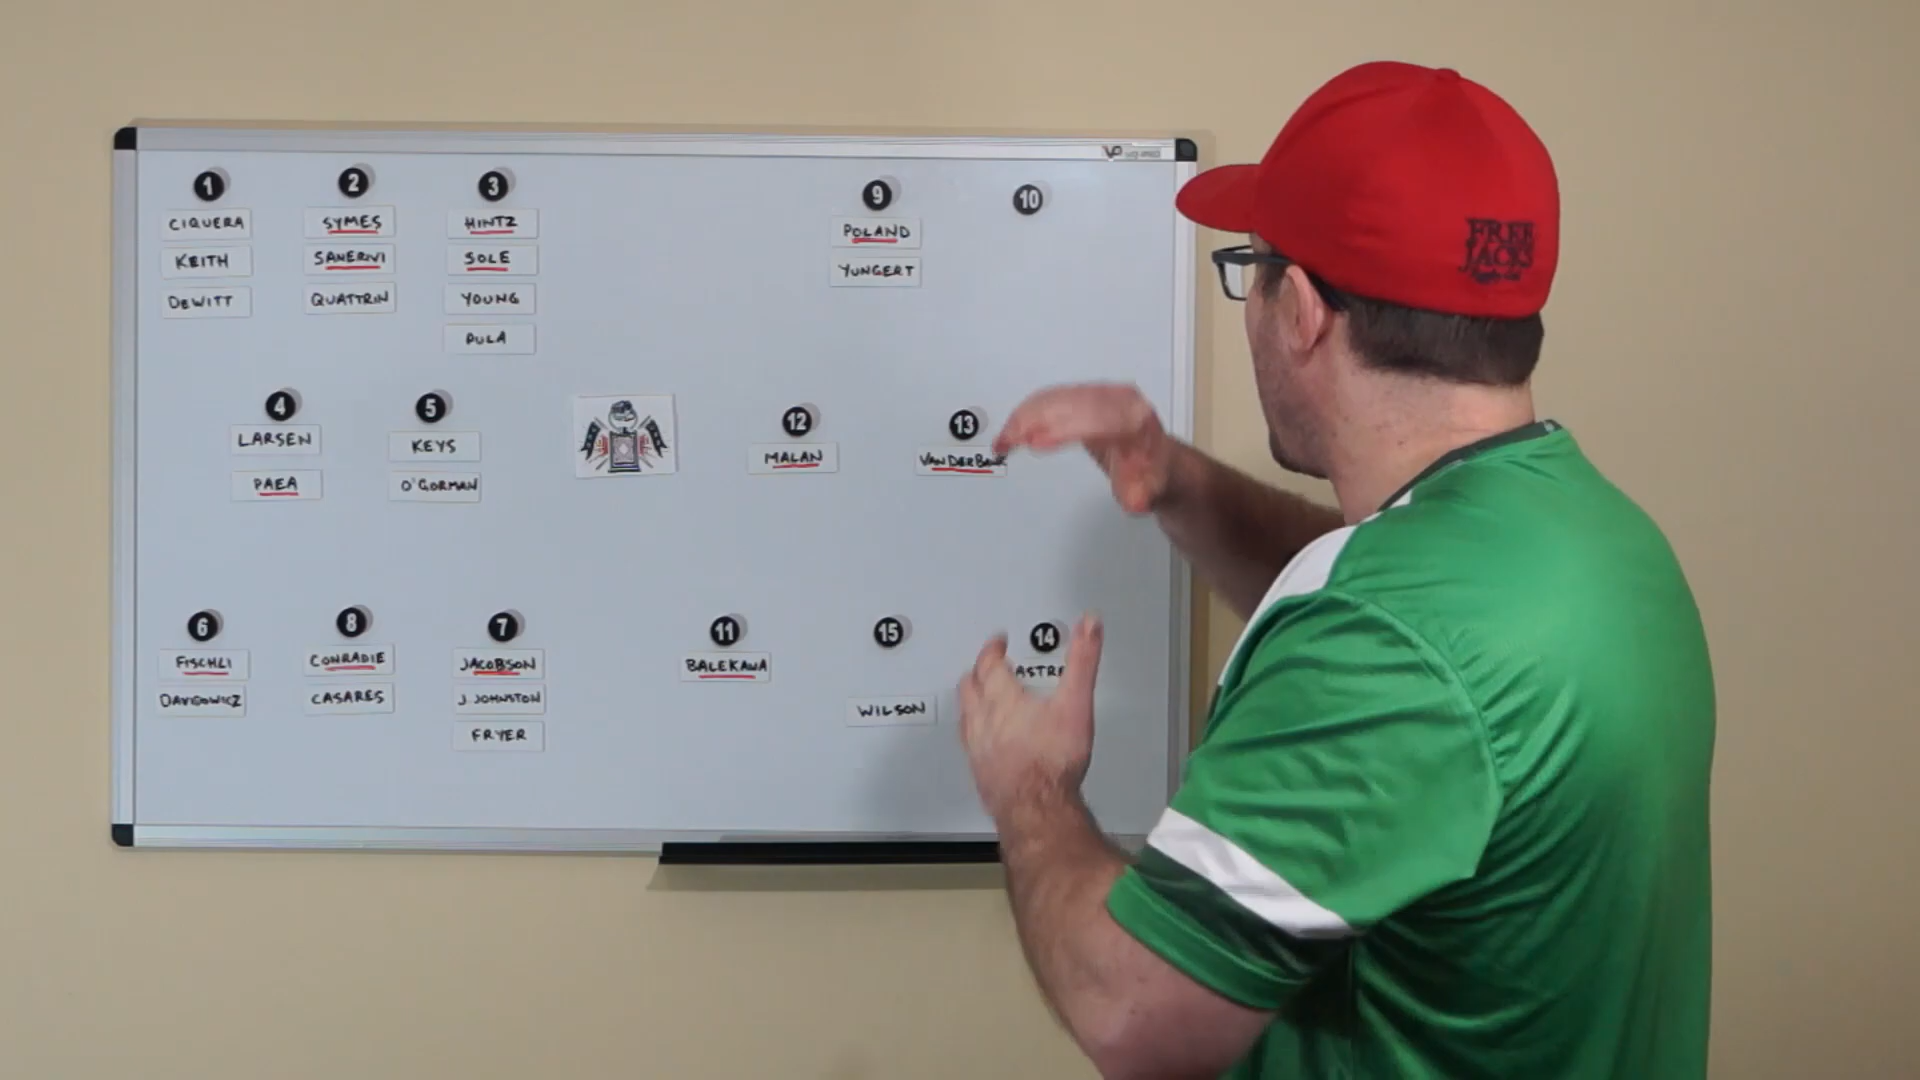 1
CIQUERA
KEITH
DEWITT
2
SYMES
SANERIVI
QUATTRIN
3
HINTZ
SOLE
YOUNG
PULA
9
POLAND
YUNGERT
10
4
LARSEN
PAEA
5
KEYS
O'GORMAN
12
MALAN
13
VAN DER BANK
6
FISCHLI
DAVIDOWICZ
8
CONRADIE
CASARES
7
JACOBSON
J. JOHNSTON
FRYER
11
BALEKANA
15
WILSON
14
ASTRE
FREE
JACKS